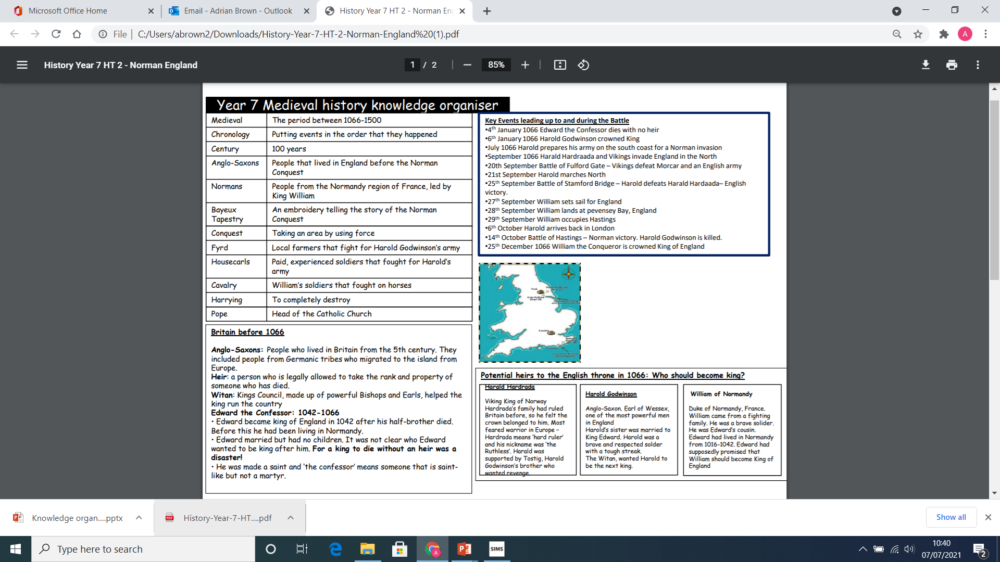 Microsoft Office Home
Email - Adrian Brown - Outlook
History Year 7 HT 2 - Norman En
File
C:/Users/abrown2/Downloads/History-Year-7-HT-2-Norman-England%20(1).pdf
A
History Year 7 HT 2 - Norman England
1 / 2
85%
Year 7 Medieval history knowledge organiser
Medieval The period between 1066-1500
Chronology Putting events in the order that they happened
Century 100 years
Anglo-Saxons People that lived in England before the Norman
Conquest
Normans People from the Normandy region of France, led by
King William
Bayeux An embroidery telling the story of the Norman
Tapestry Conquest
Conquest Taking an area by using force
Fyrd Local farmers that fight for Harold Godwinson's army
Housecarls Paid, experienced soldiers that fought for Harold's
army
Cavalry William's soldiers that fought on horses
Harrying To completely destroy
Pope Head of the Catholic Church
Britain before 1066
Anglo-Saxons: People who lived in Britain from the 5th century. They
included people from Germanic tribes who migrated to the island from
Europe.
Heir: a person who is legally allowed to take the rank and property of
someone who has died.
Witan: Kings Council, made up of powerful Bishops and Earls, helped the
king run the country
Edward the Confessor: 1042-1066
• Edward became king of England in 1042 after his half-brother died.
Before this he had been living in Normandy.
• Edward married but had no children. It was not clear who Edward
wanted to be king after him. For a king to die without an heir was a
disaster!
• He was made a saint and 'the confessor' means someone that is saint-
like but not a martyr.
Key Events leading up to and during the Battle
•4th January 1066 Edward the Confessor dies with no heir
•6th January 1066 Harold Godwinson crowned King
•July 1066 Harold prepares his army on the south coast for a Norman invasion
•September 1066 Harald Hardraada and Vikings invade England in the North
•20th September Battle of Fulford Gate – Vikings defeat Morcar and an English army
•21st September Harold marches North
•25th September Battle of Stamford Bridge – Harold defeats Harald Hardaada– English
victory.
•27th September William sets sail for England
•28th September William lands at pevensey Bay, England
•29th September William occupies Hastings
•6th October Harold arrives back in London
•14th October Battle of Hastings – Norman victory. Harold Godwinson is killed.
•25th December 1066 William the Conqueror is crowned King of England
York
Stamford Bridge
Gate Fulford
(Sept 20)
London
Potential heirs to the English throne in 1066: Who should become king?
Harald Hardrada
Viking King of Norway
Hardrada's family had ruled
Britain before, so he felt the
crown belonged to him. Most
feared warrior in Europe –
Hardrada means 'hard ruler'
and his nickname was 'the
Ruthless'. Harald was
supported by Tostig, Harold
Godwinson's brother who
wanted revenge.
Harold Godwinson
Anglo-Saxon. Earl of Wessex,
one of the most powerful men
in England
Harold's sister was married to
King Edward. Harold was a
brave and respected solder
with a tough streak.
The Witan, wanted Harold to
be the next king.
William of Normandy
Duke of Normandy, France.
William came from a fighting
family. He was a brave solider.
He was Edward's cousin.
Edward had lived in Normandy
from 1016-1042. Edward had
supposedly promised that
William should become King of
England
Knowledge organ....pptx
PDF
History-Year-7-HT....pdf
Show all
Type here to search
A
SIMS
10:40
07/07/2021
2